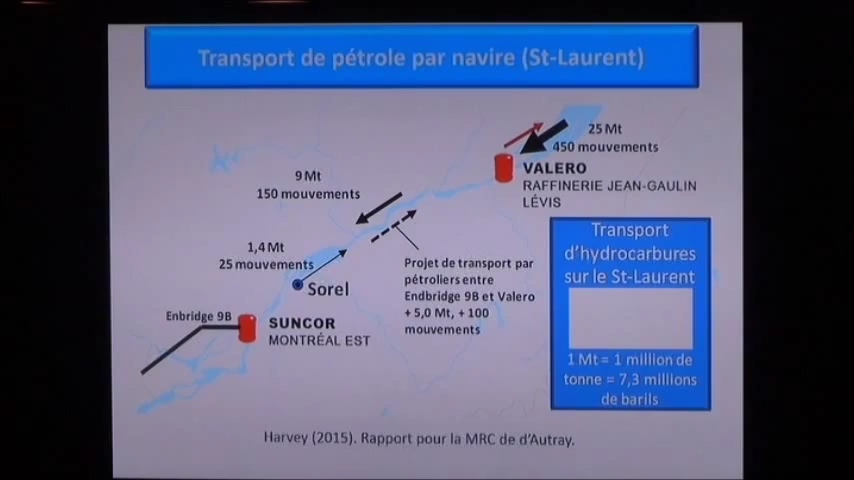 Transport de pétrole par navire (St-Laurent)
25 Mt
450 mouvements
VALERO
RAFFINERIE JEAN-GAULIN
LÉVIS
9 Mt
150 mouvements
1,4 Mt
25 mouvements
Sorel
Projet de transport par
pétroliers entre
Endbridge 9B et Valero
+ 5,0 Mt, + 100
mouvements
Enbridge 9B
SUNCOR
MONTRÉAL EST
Transport
d'hydrocarbures
sur le St-Laurent
1 Mt = 1 million de
tonne = 7,3 millions
de barils
Harvey (2015). Rapport pour la MRC de d'Autray.